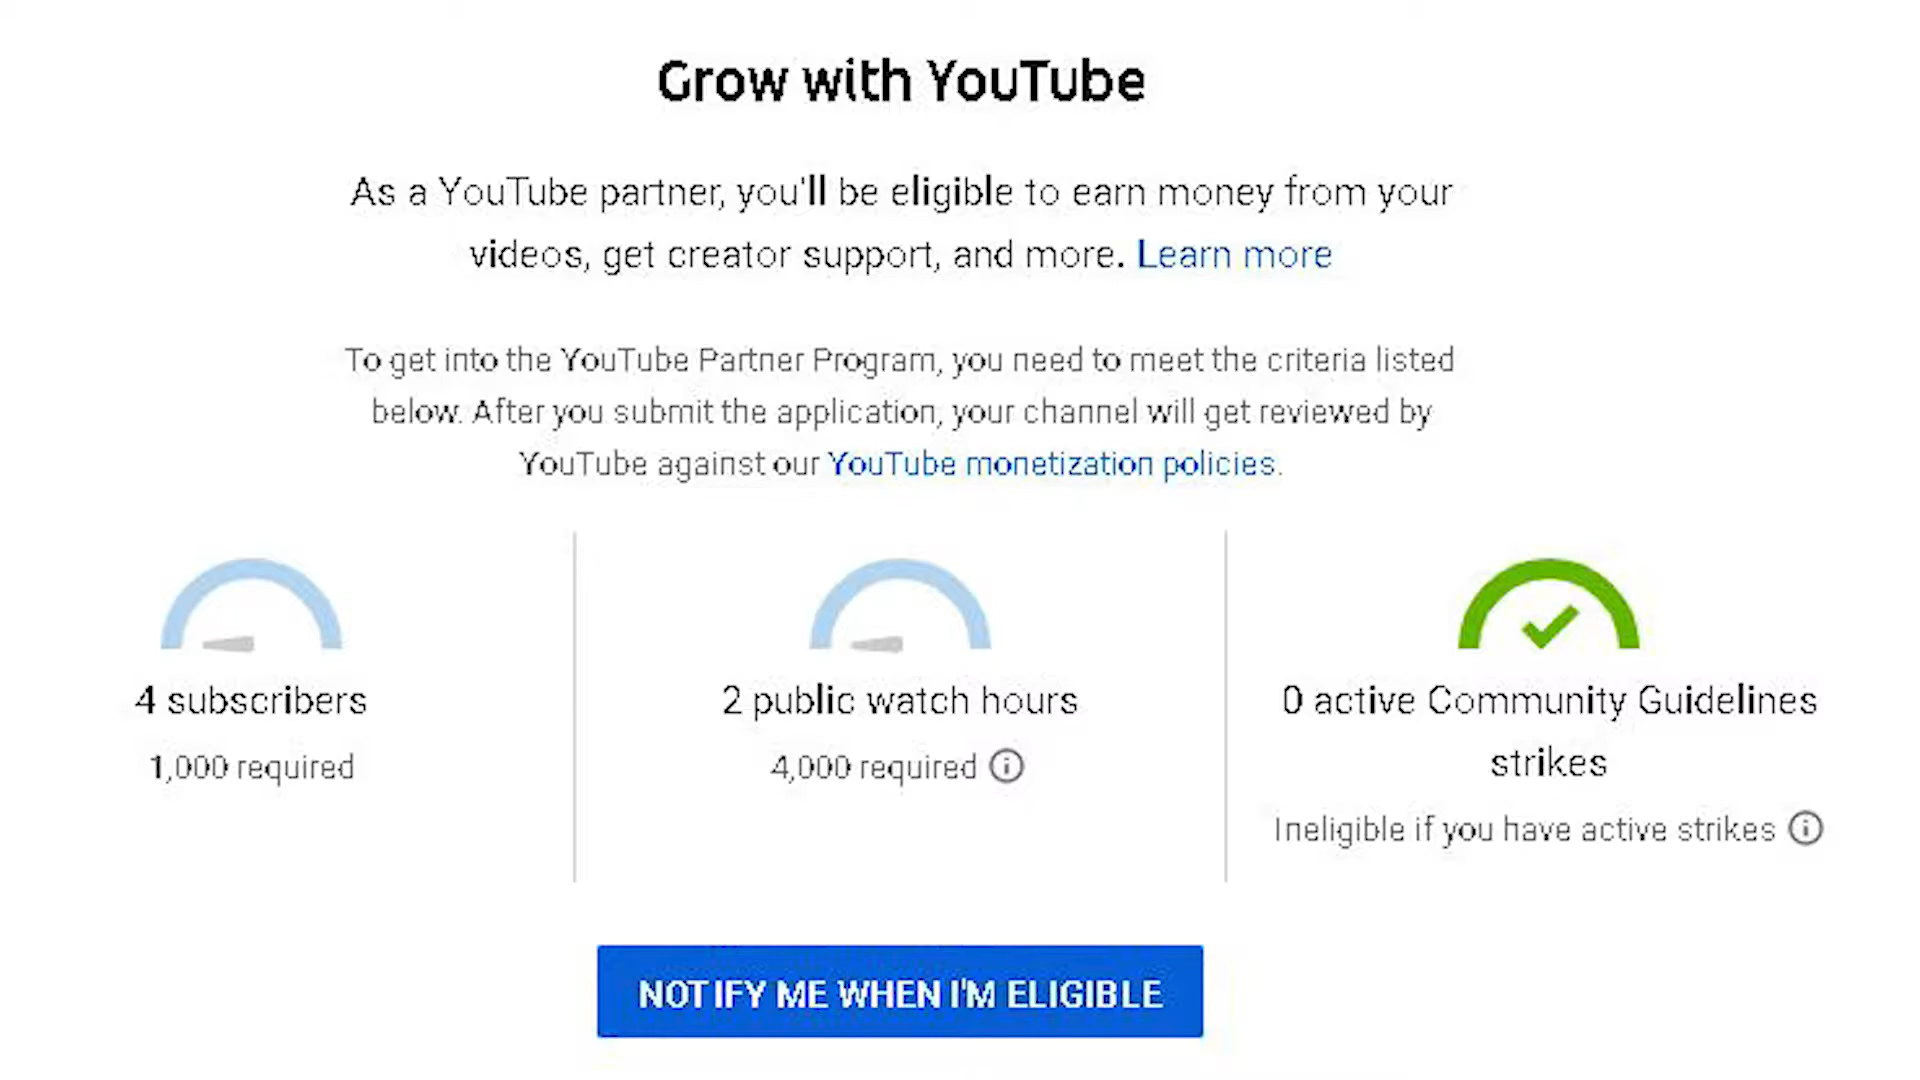 Grow with YouTube
As a YouTube partner, you'll be eligible to earn money from your
videos, get creator support, and more. Learn more
To get into the YouTube Partner Program, you need to meet the criteria listed
below. After you submit the application, your channel will get reviewed by
YouTube against our YouTube monetization policies.
4 subscribers
1,000 required
2 public watch hours
4,000 required
0 active Community Guidelines
strikes
Ineligible if you have active strikes
NOTIFY ME WHEN I'M ELIGIBLE